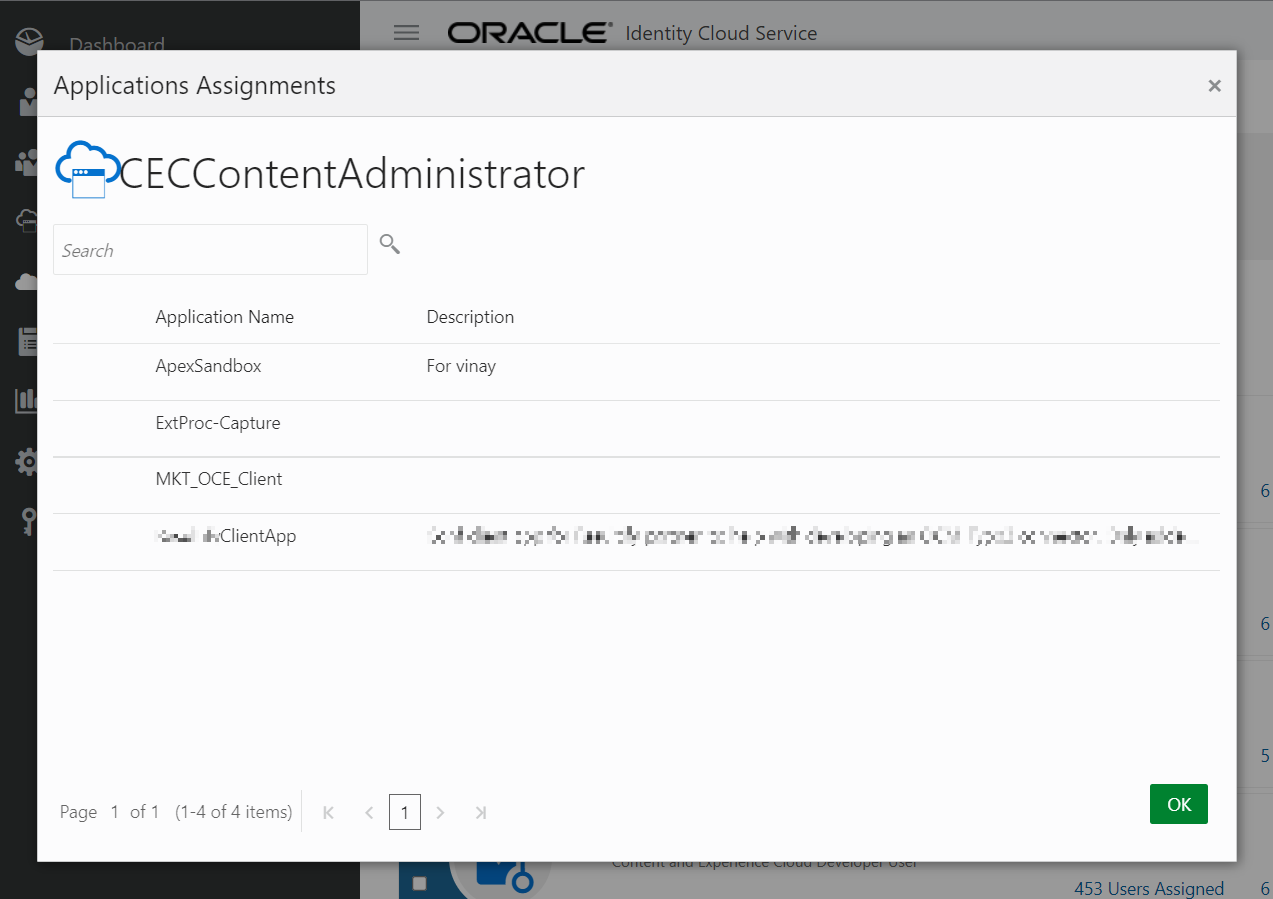 Dashboard
ORACLE® Identity Cloud Service
Applications Assignments
×
CECContentAdministrator
Search
Application Name Description
ApexSandbox For vinay
ExtProc-Capture
MKT_OCE_Client
ClientApp
6
6
5
Page 1 of 1 (1-4 of 4 items) 1
OK
Content and Experience Cloud Developer User
453 Users Assigned 6